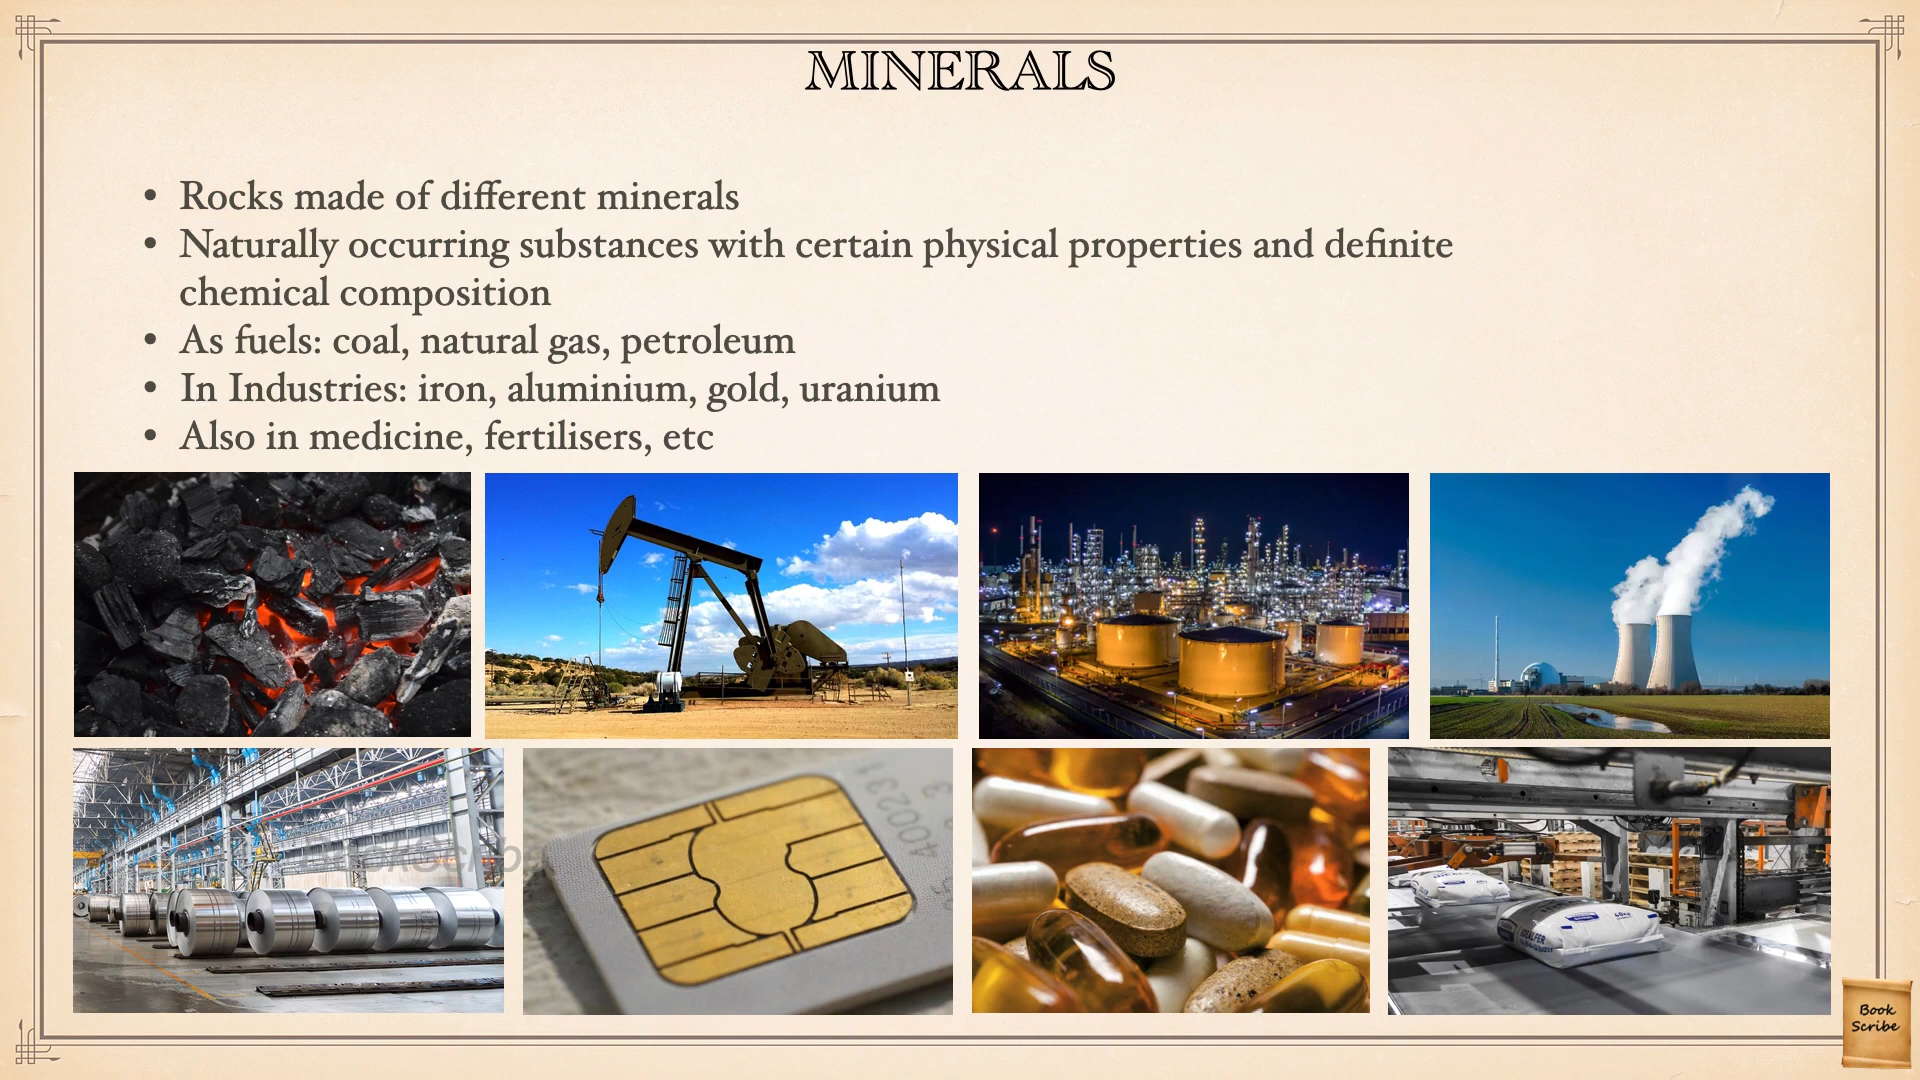 MINERALS
• Rocks made of different minerals
• Naturally occurring substances with certain physical properties and definite
chemical composition
• As fuels: coal, natural gas, petroleum
• In Industries: iron, aluminium, gold, uranium
• Also in medicine, fertilisers, etc
Book
Scribe